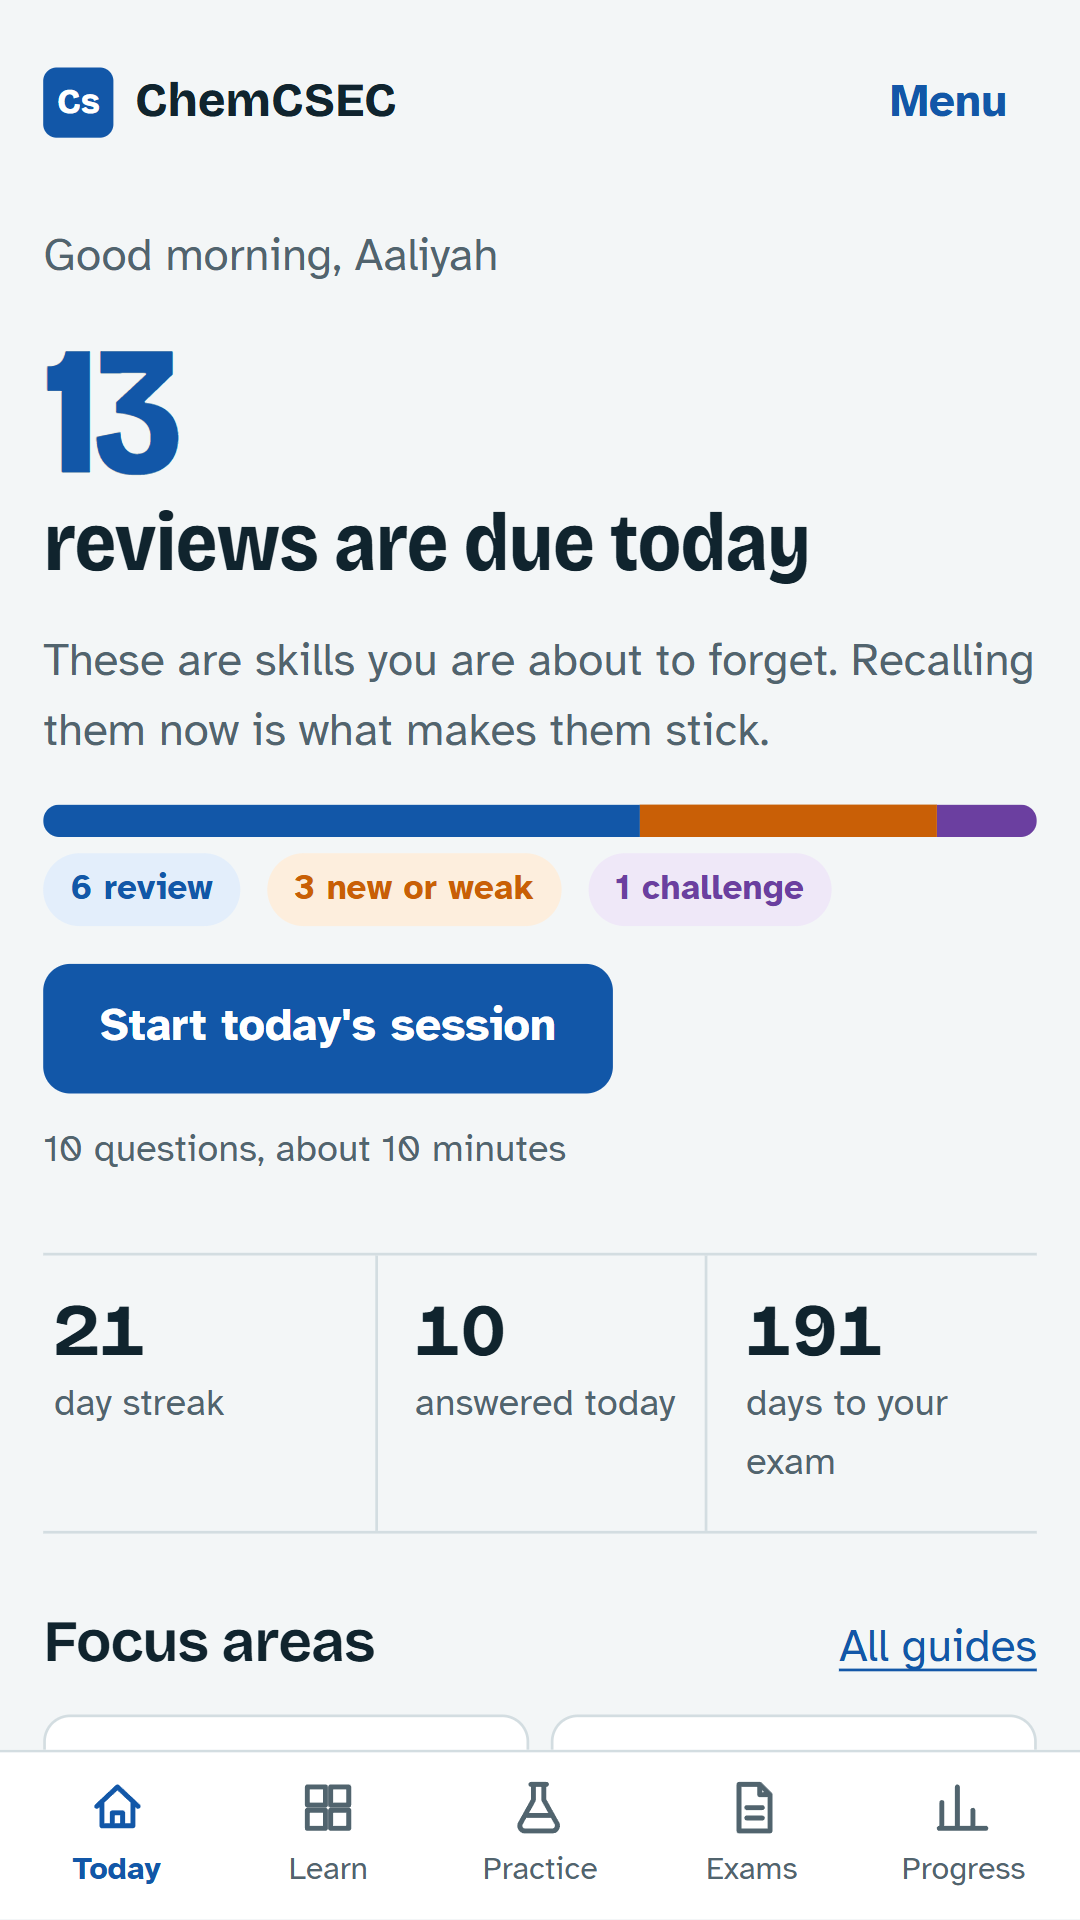 Cs ChemCSEC Menu
Good morning, Aaliyah
13
reviews are due today
These are skills you are about to forget. Recalling
them now is what makes them stick.
6 review 3 new or weak 1 challenge
Start today's session
10 questions, about 10 minutes
21 10 191
day streak answered today days to your
exam
Focus areas All guides
Today Learn Practice Exams Progress